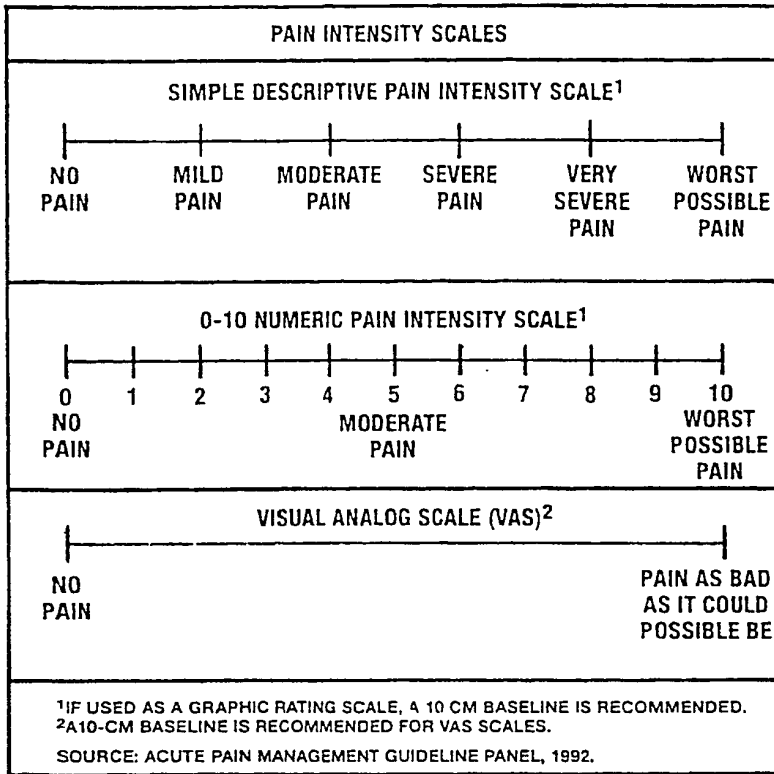 PAIN INTENSITY SCALES
SIMPLE DESCRIPTIVE PAIN INTENSITY SCALE¹
NO PAIN
MILD PAIN
MODERATE PAIN
SEVERE PAIN
VERY SEVERE PAIN
WORST POSSIBLE PAIN
0-10 NUMERIC PAIN INTENSITY SCALE¹
0 1 2 3 4 5 6 7 8 9 10
NO PAIN
MODERATE PAIN
WORST POSSIBLE PAIN
VISUAL ANALOG SCALE (VAS)²
NO PAIN
PAIN AS BAD AS IT COULD POSSIBLE BE
¹IF USED AS A GRAPHIC RATING SCALE, A 10 CM BASELINE IS RECOMMENDED.
²A10-CM BASELINE IS RECOMMENDED FOR VAS SCALES.
SOURCE: ACUTE PAIN MANAGEMENT GUIDELINE PANEL, 1992.